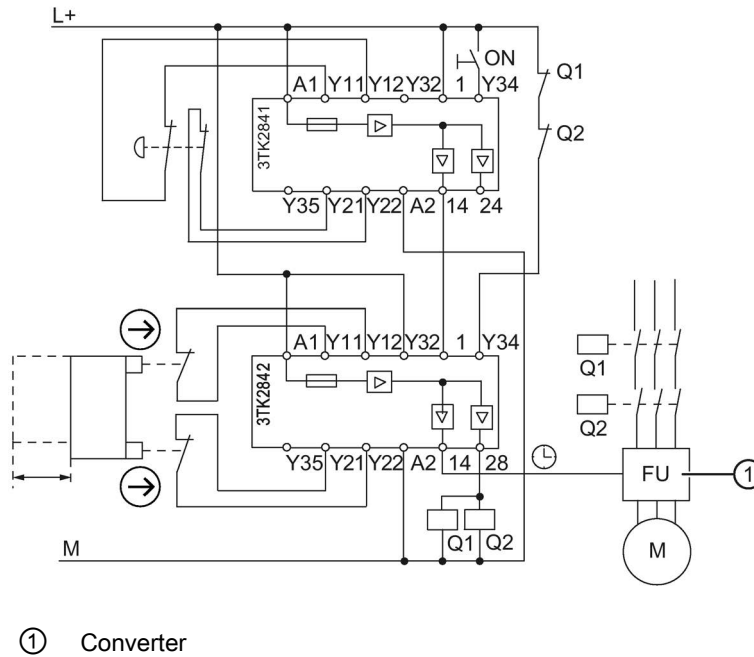 L+
ON
A1 Y11 Y12 Y32 1 Y34
Q1
3TK2841
Q2
Y35 Y21 Y22 A2 14 24
A1 Y11 Y12 Y32 1 Y34
Q1
3TK2842
Q2
Y35 Y21 Y22 A2 14 28
FU
1
Q1 Q2
M
M
1 Converter